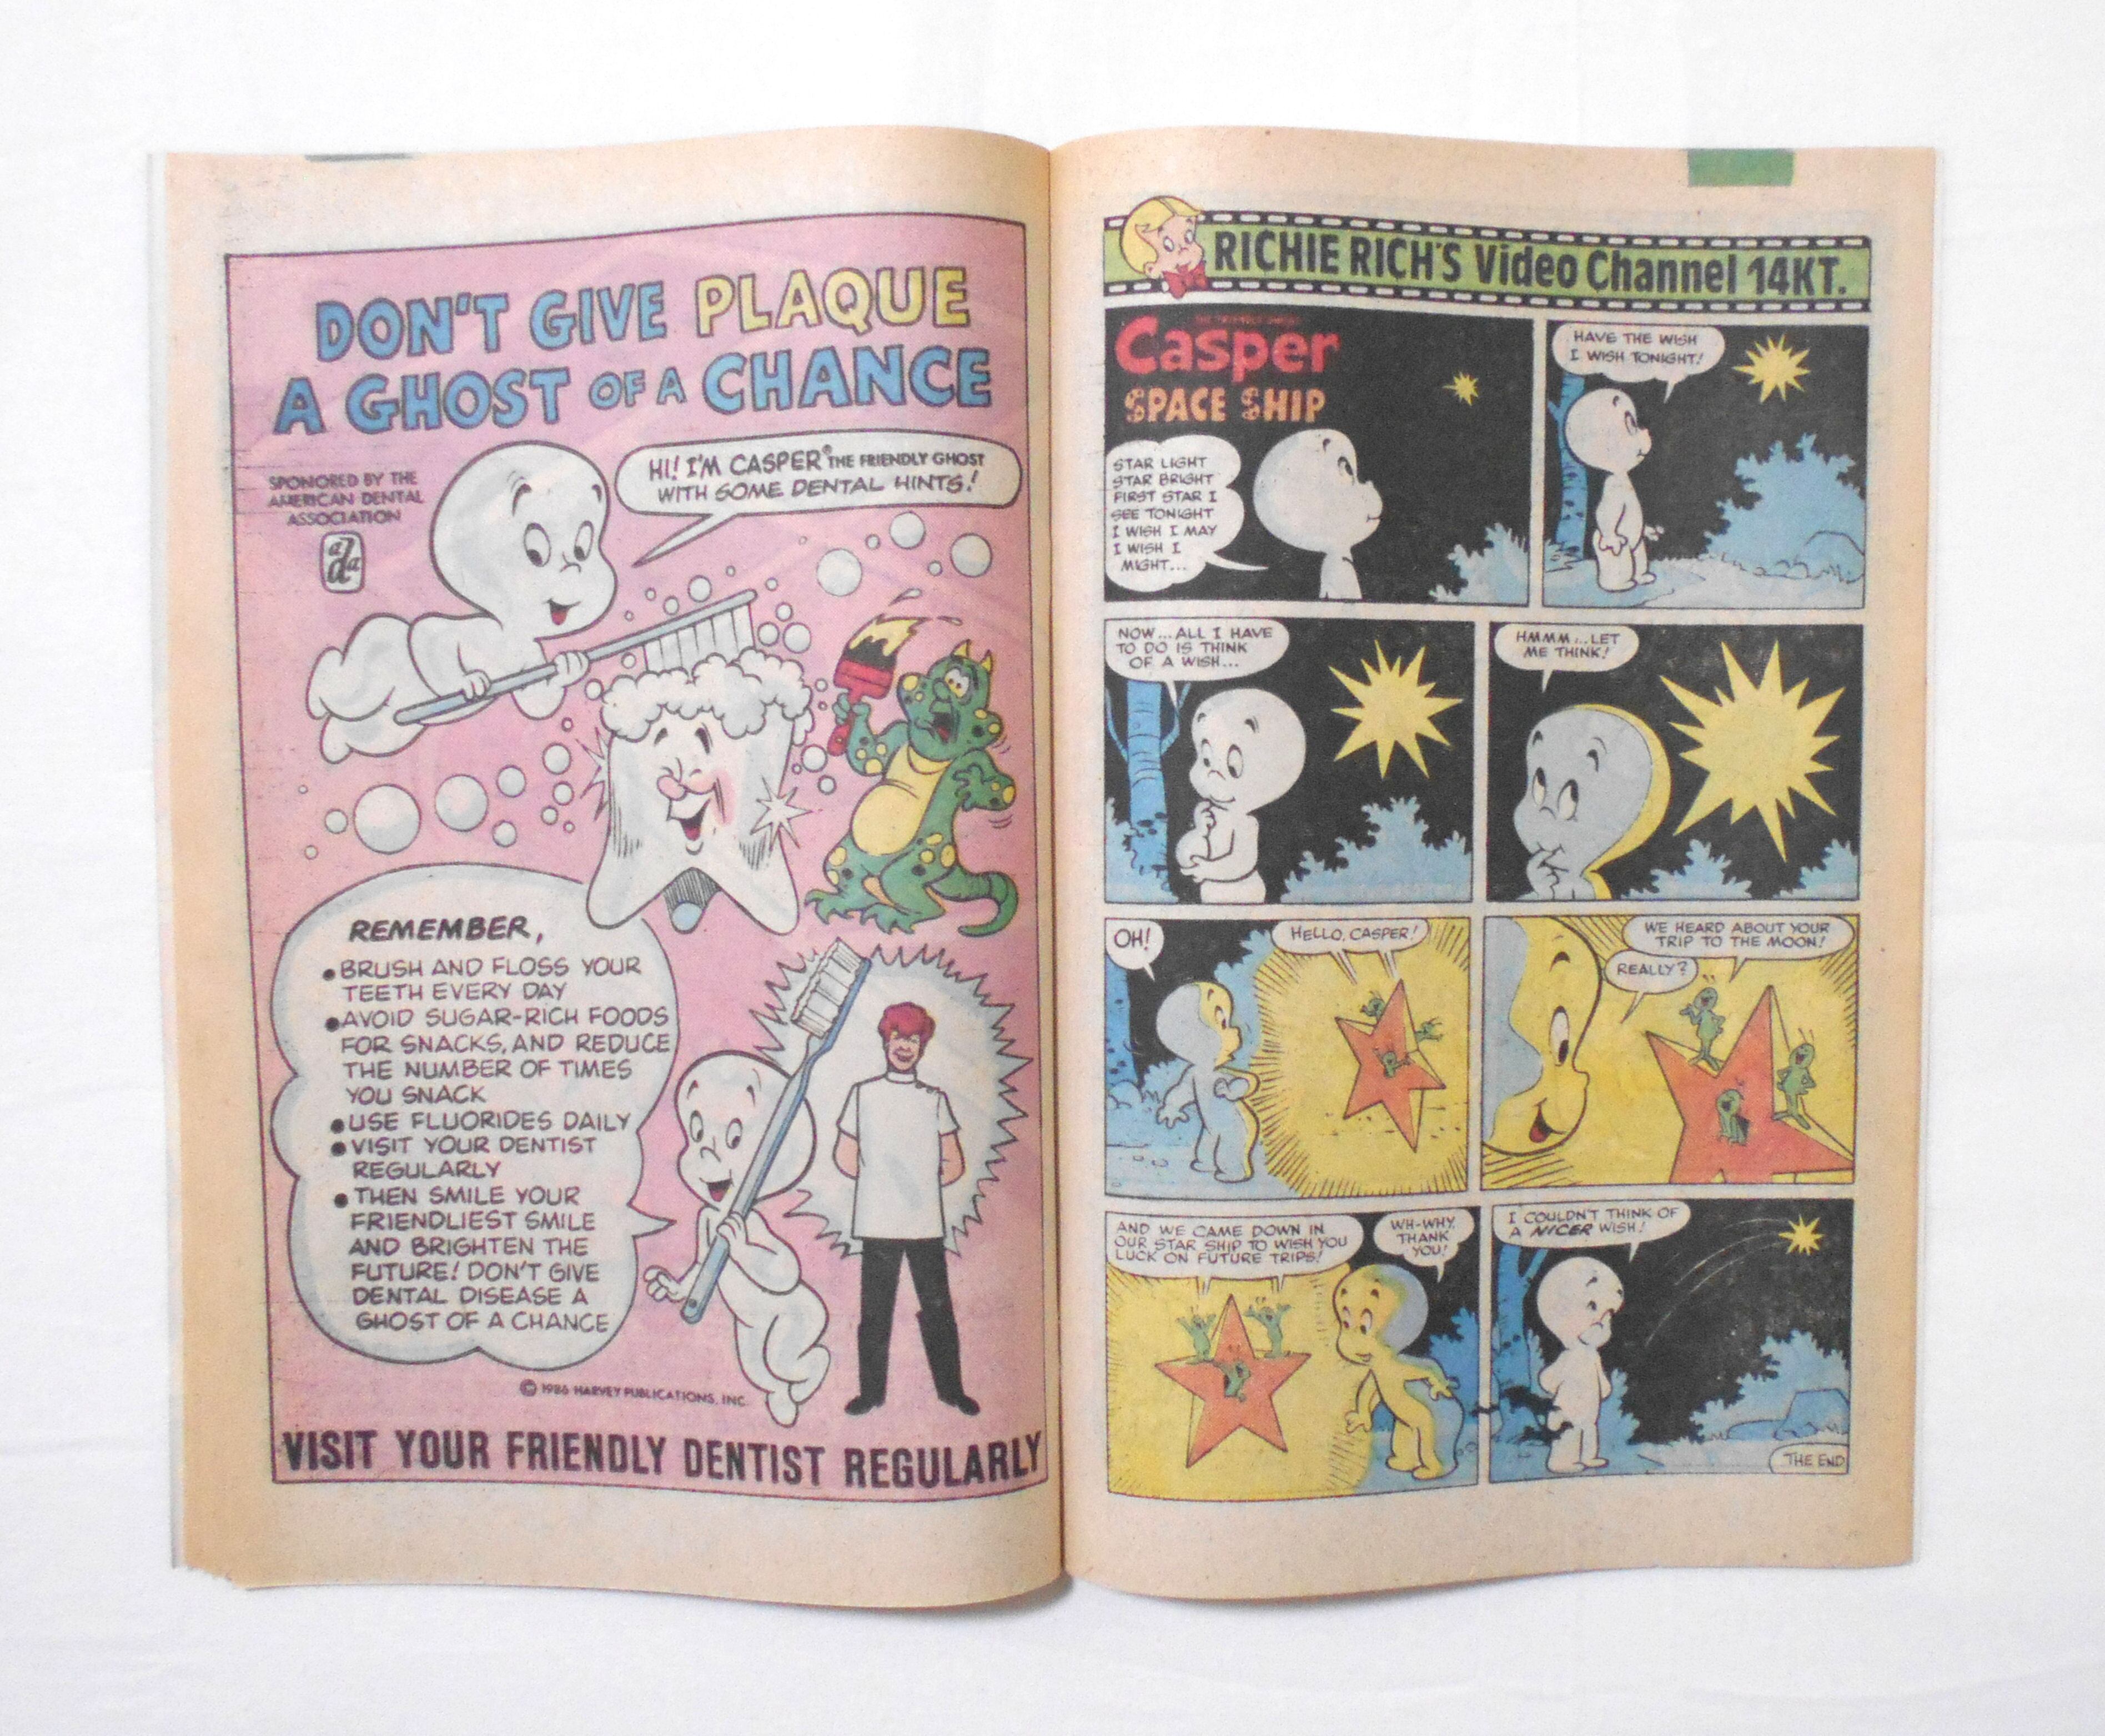 DON'T GIVE PLAQUE
A GHOST OF A CHANCE
SPONORED BY THE
AMERICAN DENTAL
ASSOCIATION
ada
HI! I'M CASPER® THE FRIENDLY GHOST
WITH SOME DENTAL HINTS!
REMEMBER,
• BRUSH AND FLOSS YOUR
TEETH EVERY DAY
• AVOID SUGAR-RICH FOODS
FOR SNACKS, AND REDUCE
THE NUMBER OF TIMES
YOU SNACK
• USE FLUORIDES DAILY
• VISIT YOUR DENTIST
REGULARLY
• THEN SMILE YOUR
FRIENDLIEST SMILE
AND BRIGHTEN THE
FUTURE! DON'T GIVE
DENTAL DISEASE A
GHOST OF A CHANCE
© 1986 HARVEY PUBLICATIONS, INC.
VISIT YOUR FRIENDLY DENTIST REGULARLY
RICHIE RICH'S Video Channel 14KT.
THE FRIENDLY GHOST
Casper
SPACE SHIP
STAR LIGHT
STAR BRIGHT
FIRST STAR I
SEE TONIGHT
I WISH I MAY
I WISH I
MIGHT...
HAVE THE WISH
I WISH TONIGHT!
NOW...ALL I HAVE
TO DO IS THINK
OF A WISH...
HMMM...LET
ME THINK!
OH!
HELLO, CASPER!
WE HEARD ABOUT YOUR
TRIP TO THE MOON!
REALLY?
AND WE CAME DOWN IN
OUR STAR SHIP TO WISH YOU
LUCK ON FUTURE TRIPS!
WH-WHY,
THANK
YOU!
I COULDN'T THINK OF
A NICER WISH!
THE END